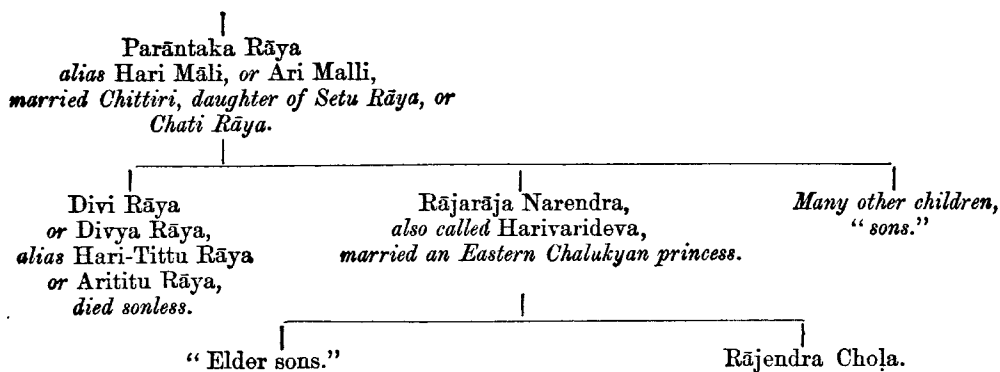 Parāntaka Rāya
alias Hari Māli, or Ari Malli,
married Chittiri, daughter of Setu Rāya, or
Chati Rāya.
Divi Rāya
or Divya Rāya,
alias Hari-Tittu Rāya
or Arititu Rāya,
died sonless.
Rājarāja Narendra,
also called Harivarideva,
married an Eastern Chalukyan princess.
Many other children,
“sons.”
“Elder sons.”
Rājendra Choḷa.